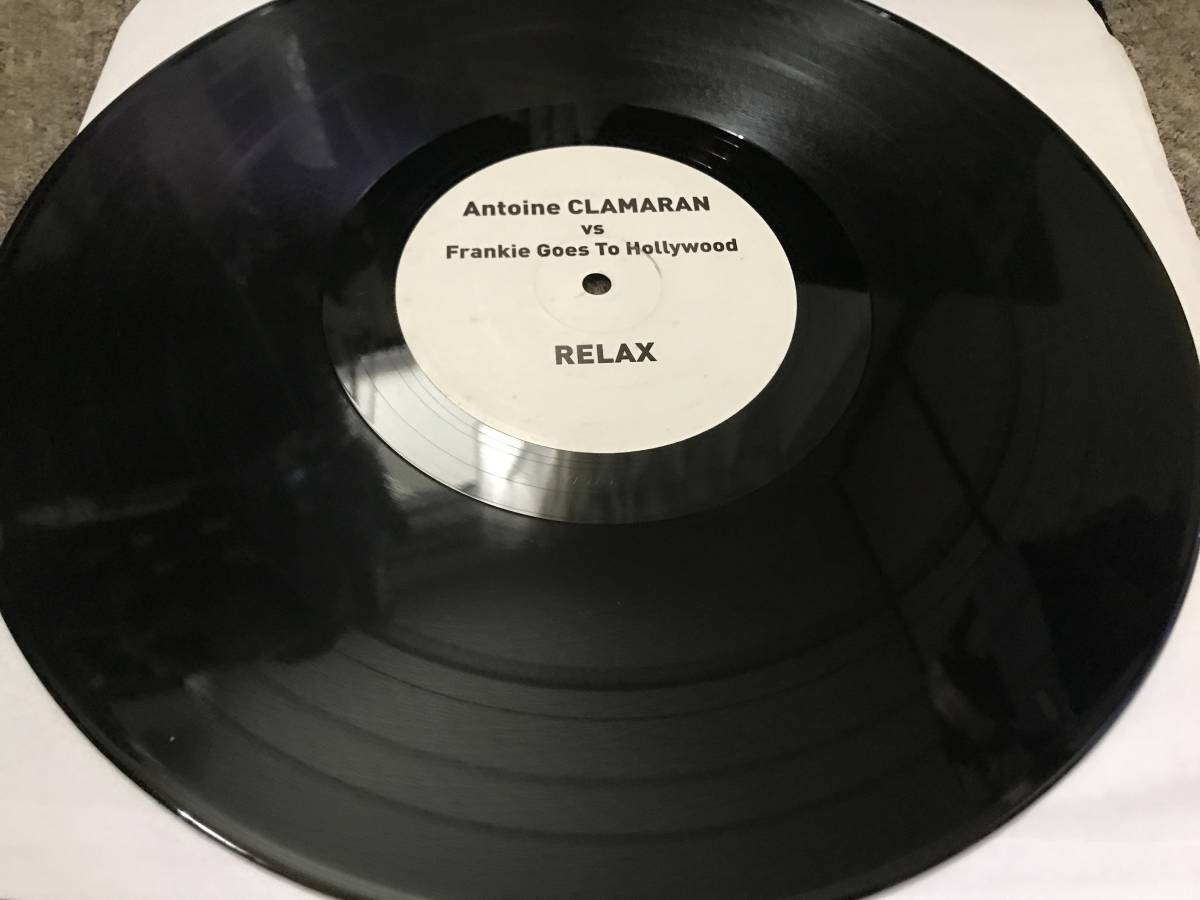 Antoine CLAMARAN
vs
Frankie Goes To Hollywood
RELAX